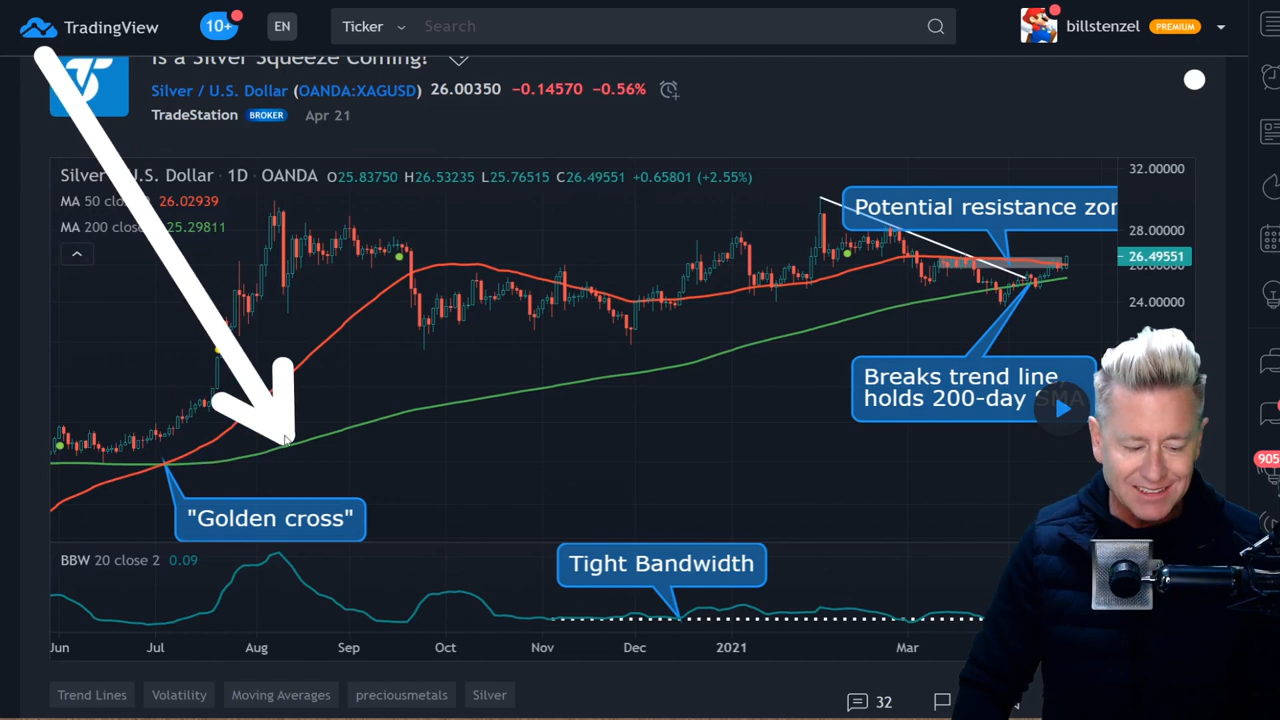 TradingView 10+ EN Ticker Search billstenzel PREMIUM
Is a Silver Squeeze Coming!
Silver / U.S. Dollar (OANDA:XAGUSD) 26.00350 −0.14570 −0.56%
TradeStation BROKER Apr 21
Silver U.S. Dollar · 1D · OANDA O25.83750 H26.53235 L25.76515 C26.49551 +0.65801 (+2.55%)
MA 50 26.02939
MA 200 25.29811
32.00000
28.00000
26.49551
24.00000
Potential resistance
Breaks trend line
holds 200-day SMA
"Golden cross"
905
BBW 20 close 2 0.09
Tight Bandwidth
Jun Jul Aug Sep Oct Nov Dec 2021 Mar
Trend Lines Volatility Moving Averages preciousmetals Silver 32